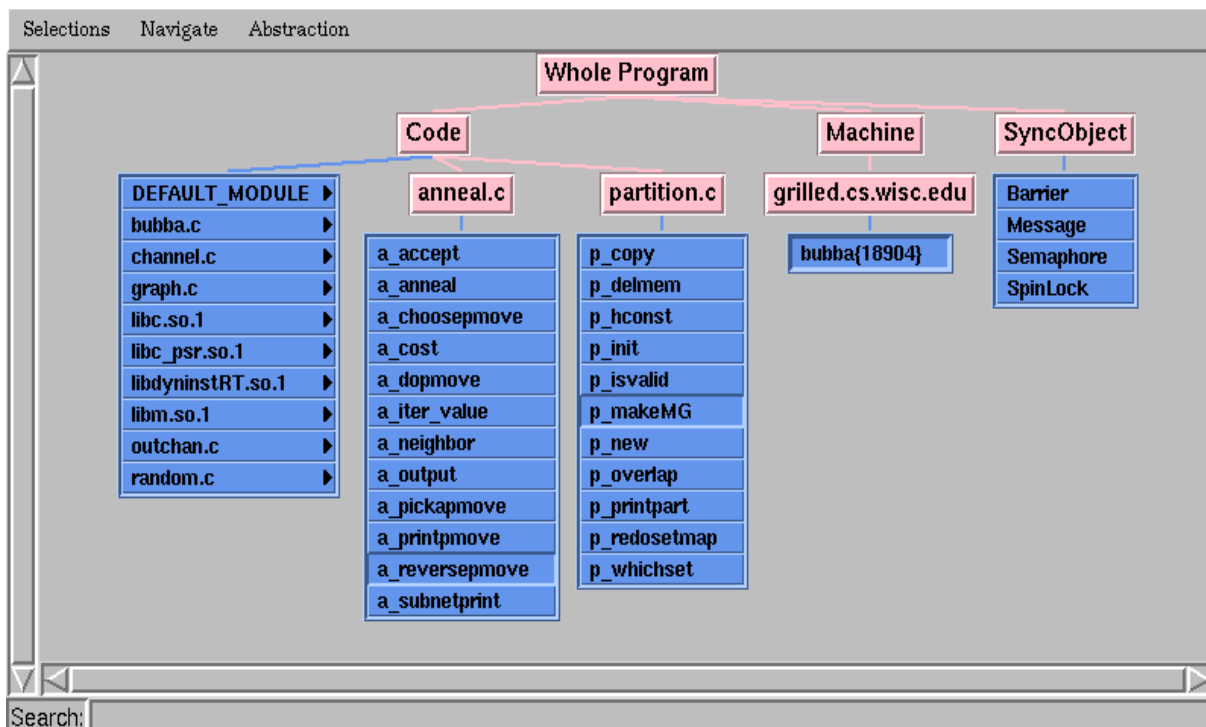 Selections Navigate Abstraction
Whole Program
Code Machine SyncObject
DEFAULT_MODULE
bubba.c
channel.c
graph.c
libc.so.1
libc_psr.so.1
libdyninstRT.so.1
libm.so.1
outchan.c
random.c
anneal.c
a_accept
a_anneal
a_choosepmove
a_cost
a_dopmove
a_iter_value
a_neighbor
a_output
a_pickapmove
a_printpmove
a_reversepmove
a_subnetprint
partition.c
p_copy
p_delmem
p_hconst
p_init
p_isvalid
p_makeMG
p_new
p_overlap
p_printpart
p_redosetmap
p_whichset
grilled.cs.wisc.edu
bubba{18904}
Barrier
Message
Semaphore
SpinLock
Search: